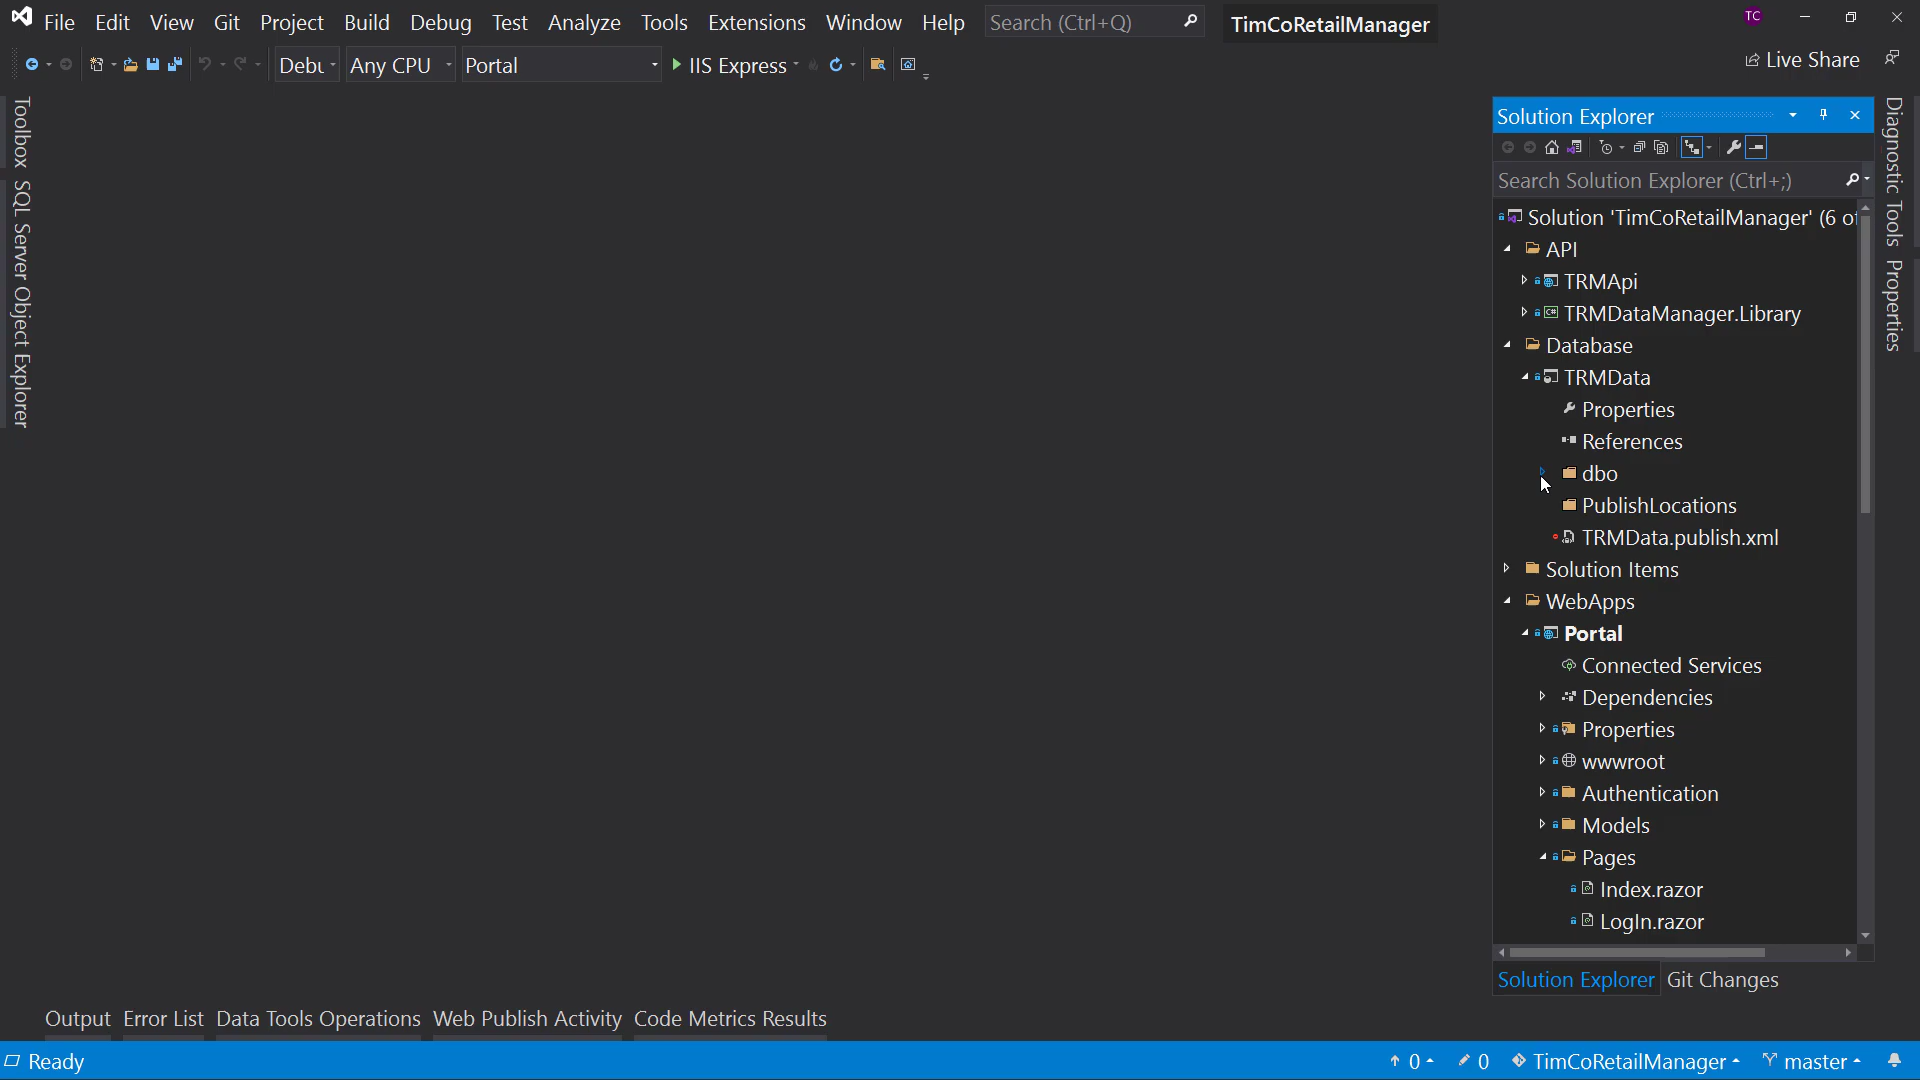 File Edit View Git Project Build Debug Test Analyze Tools Extensions Window Help Search (Ctrl+Q) TimCoRetailManager TC
Debu Any CPU Portal IIS Express Live Share
Toolbox
SQL Server Object Explorer
Solution Explorer
Search Solution Explorer (Ctrl+;)
Solution 'TimCoRetailManager' (6 of
API
TRMApi
TRMDataManager.Library
Database
TRMData
Properties
References
dbo
PublishLocations
TRMData.publish.xml
Solution Items
WebApps
Portal
Connected Services
Dependencies
Properties
wwwroot
Authentication
Models
Pages
Index.razor
LogIn.razor
Solution Explorer Git Changes
Diagnostic Tools
Properties
Output Error List Data Tools Operations Web Publish Activity Code Metrics Results
Ready 0 0 TimCoRetailManager master